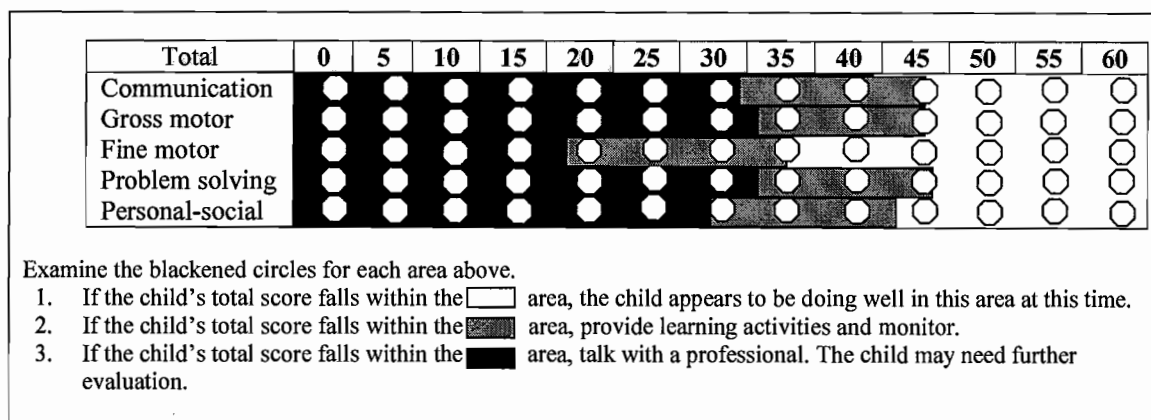 Total 0 5 10 15 20 25 30 35 40 45 50 55 60
Communication
Gross motor
Fine motor
Problem solving
Personal-social
Examine the blackened circles for each area above.
1. If the child's total score falls within the area, the child appears to be doing well in this area at this time.
2. If the child's total score falls within the area, provide learning activities and monitor.
3. If the child's total score falls within the area, talk with a professional. The child may need further
evaluation.